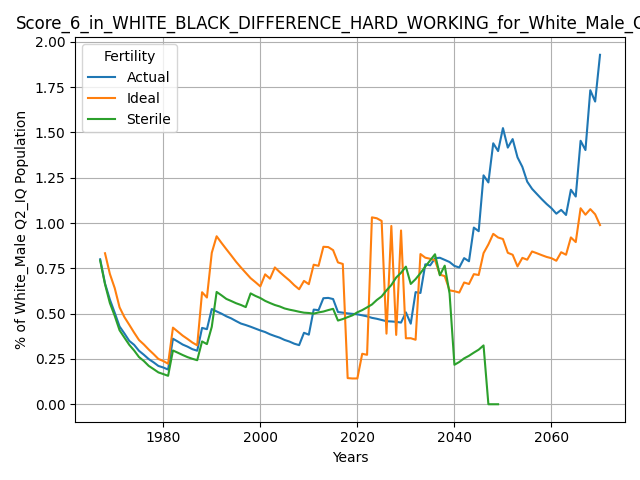 Score_6_in_WHITE_BLACK_DIFFERENCE_HARD_WORKING_for_White_Male_
Fertility
Actual
Ideal
Sterile
% of White_Male Q2_IQ Population
2.00
1.75
1.50
1.25
1.00
0.75
0.50
0.25
0.00
1980
2000
2020
2040
2060
Years